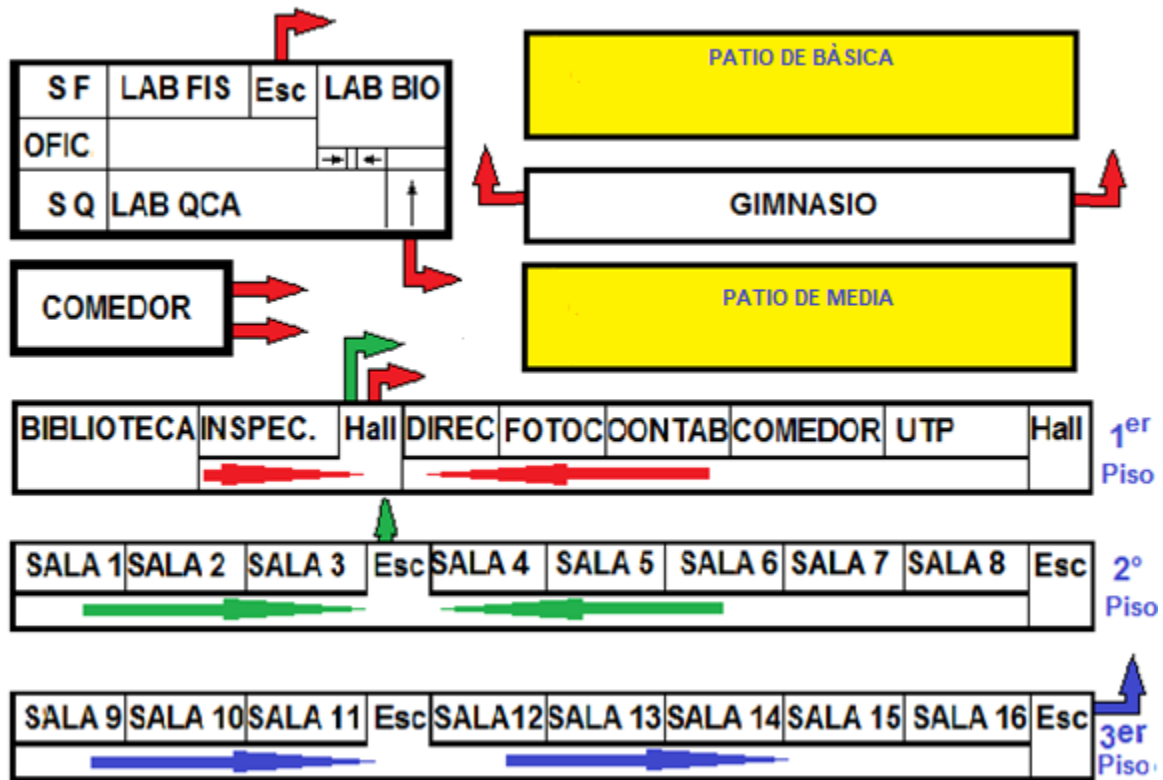 PATIO DE BÀSICA
S F LAB FIS Esc LAB BIO
OFIC
S Q LAB QCA
GIMNASIO
COMEDOR
PATIO DE MEDIA
BIBLIOTECA INSPEC. Hall DIREC FOTOC CONTAB COMEDOR UTP Hall 1er
Piso
SALA 1 SALA 2 SALA 3 Esc SALA 4 SALA 5 SALA 6 SALA 7 SALA 8 Esc 2°
Piso
SALA 9 SALA 10 SALA 11 Esc SALA12 SALA 13 SALA 14 SALA 15 SALA 16 Esc 3er
Piso